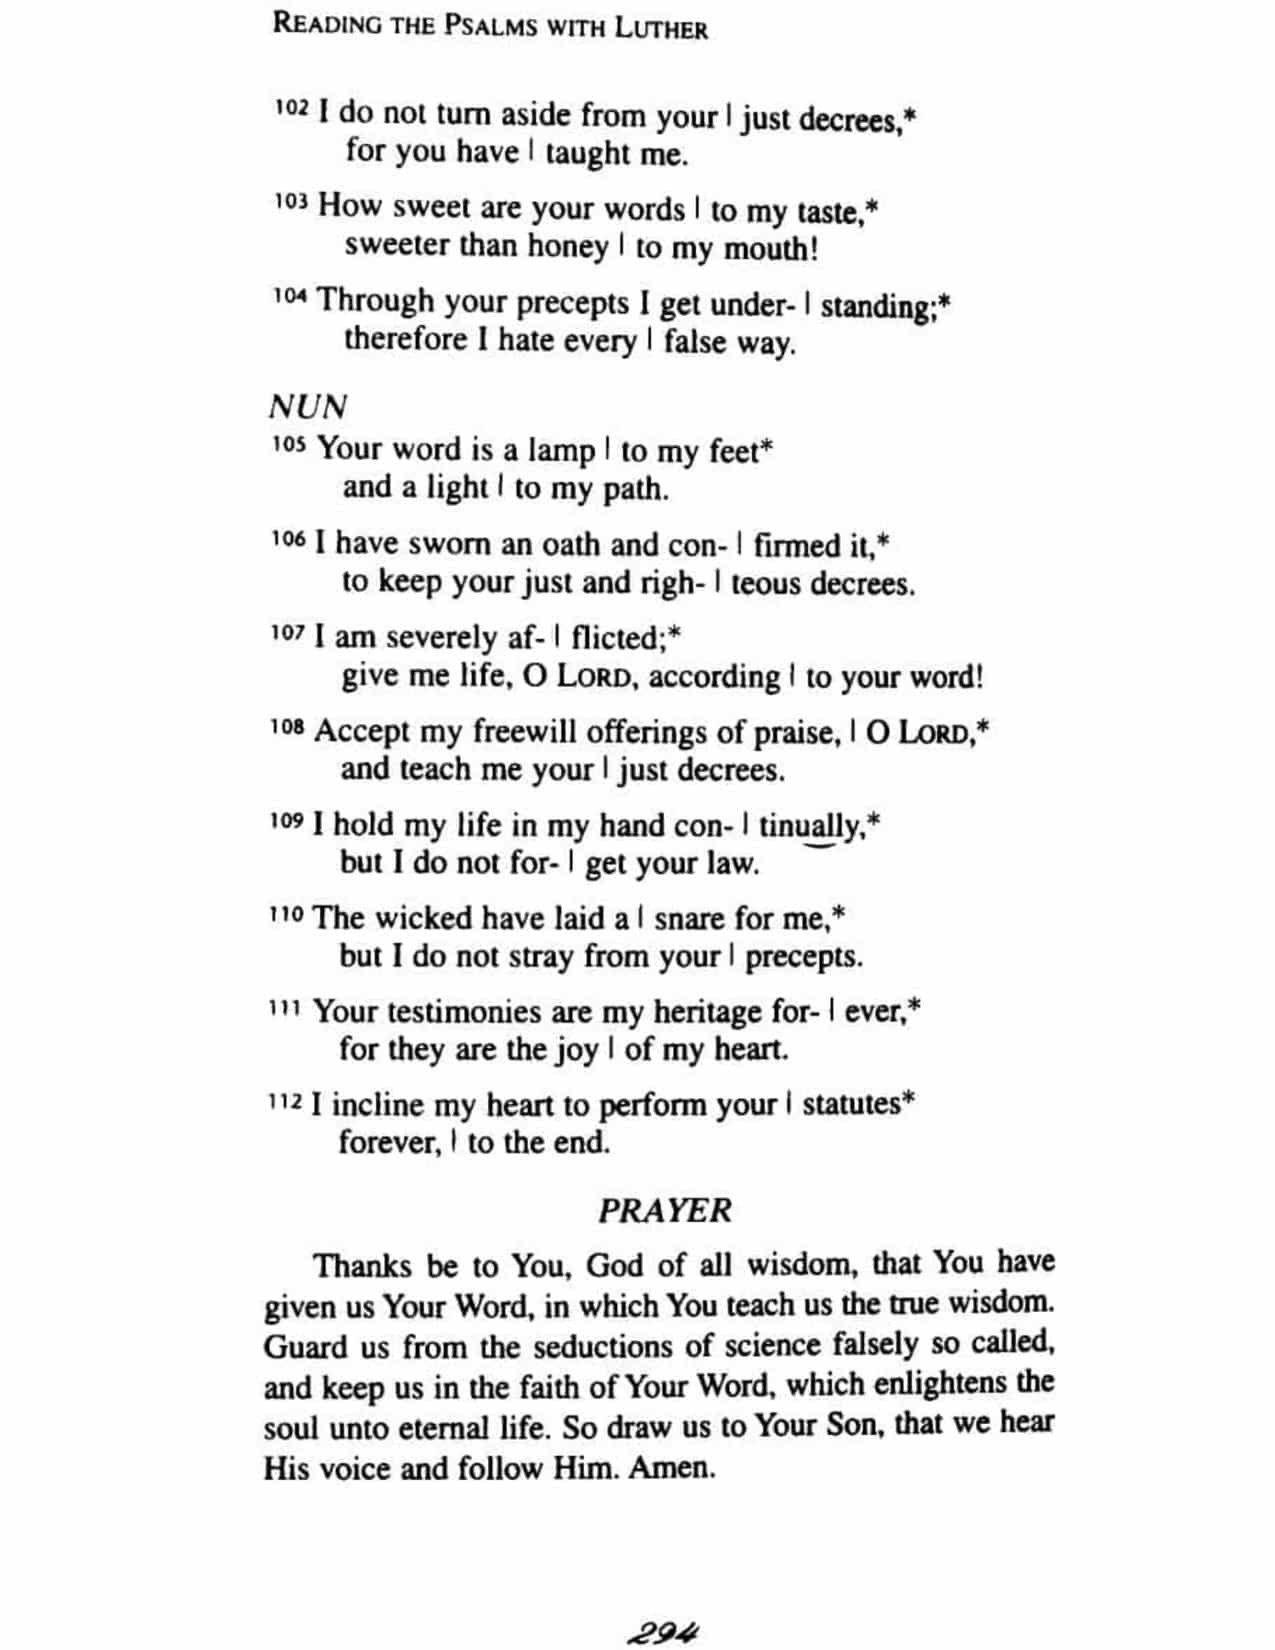 READING THE PSALMS WITH LUTHER
102 I do not turn aside from your | just decrees,*
for you have | taught me.
103 How sweet are your words | to my taste,*
sweeter than honey | to my mouth!
104 Through your precepts I get under- | standing;*
therefore I hate every | false way.
NUN
105 Your word is a lamp | to my feet*
and a light | to my path.
106 I have sworn an oath and con- | firmed it,*
to keep your just and righ- | teous decrees.
107 I am severely af- | flicted;*
give me life, O LORD, according | to your word!
108 Accept my freewill offerings of praise, | O LORD,*
and teach me your | just decrees.
109 I hold my life in my hand con- | tinually,*
but I do not for- | get your law.
110 The wicked have laid a | snare for me,*
but I do not stray from your | precepts.
111 Your testimonies are my heritage for- | ever,*
for they are the joy | of my heart.
112 I incline my heart to perform your | statutes*
forever, | to the end.
PRAYER
Thanks be to You, God of all wisdom, that You have
given us Your Word, in which You teach us the true wisdom.
Guard us from the seductions of science falsely so called,
and keep us in the faith of Your Word, which enlightens the
soul unto eternal life. So draw us to Your Son, that we hear
His voice and follow Him. Amen.
294